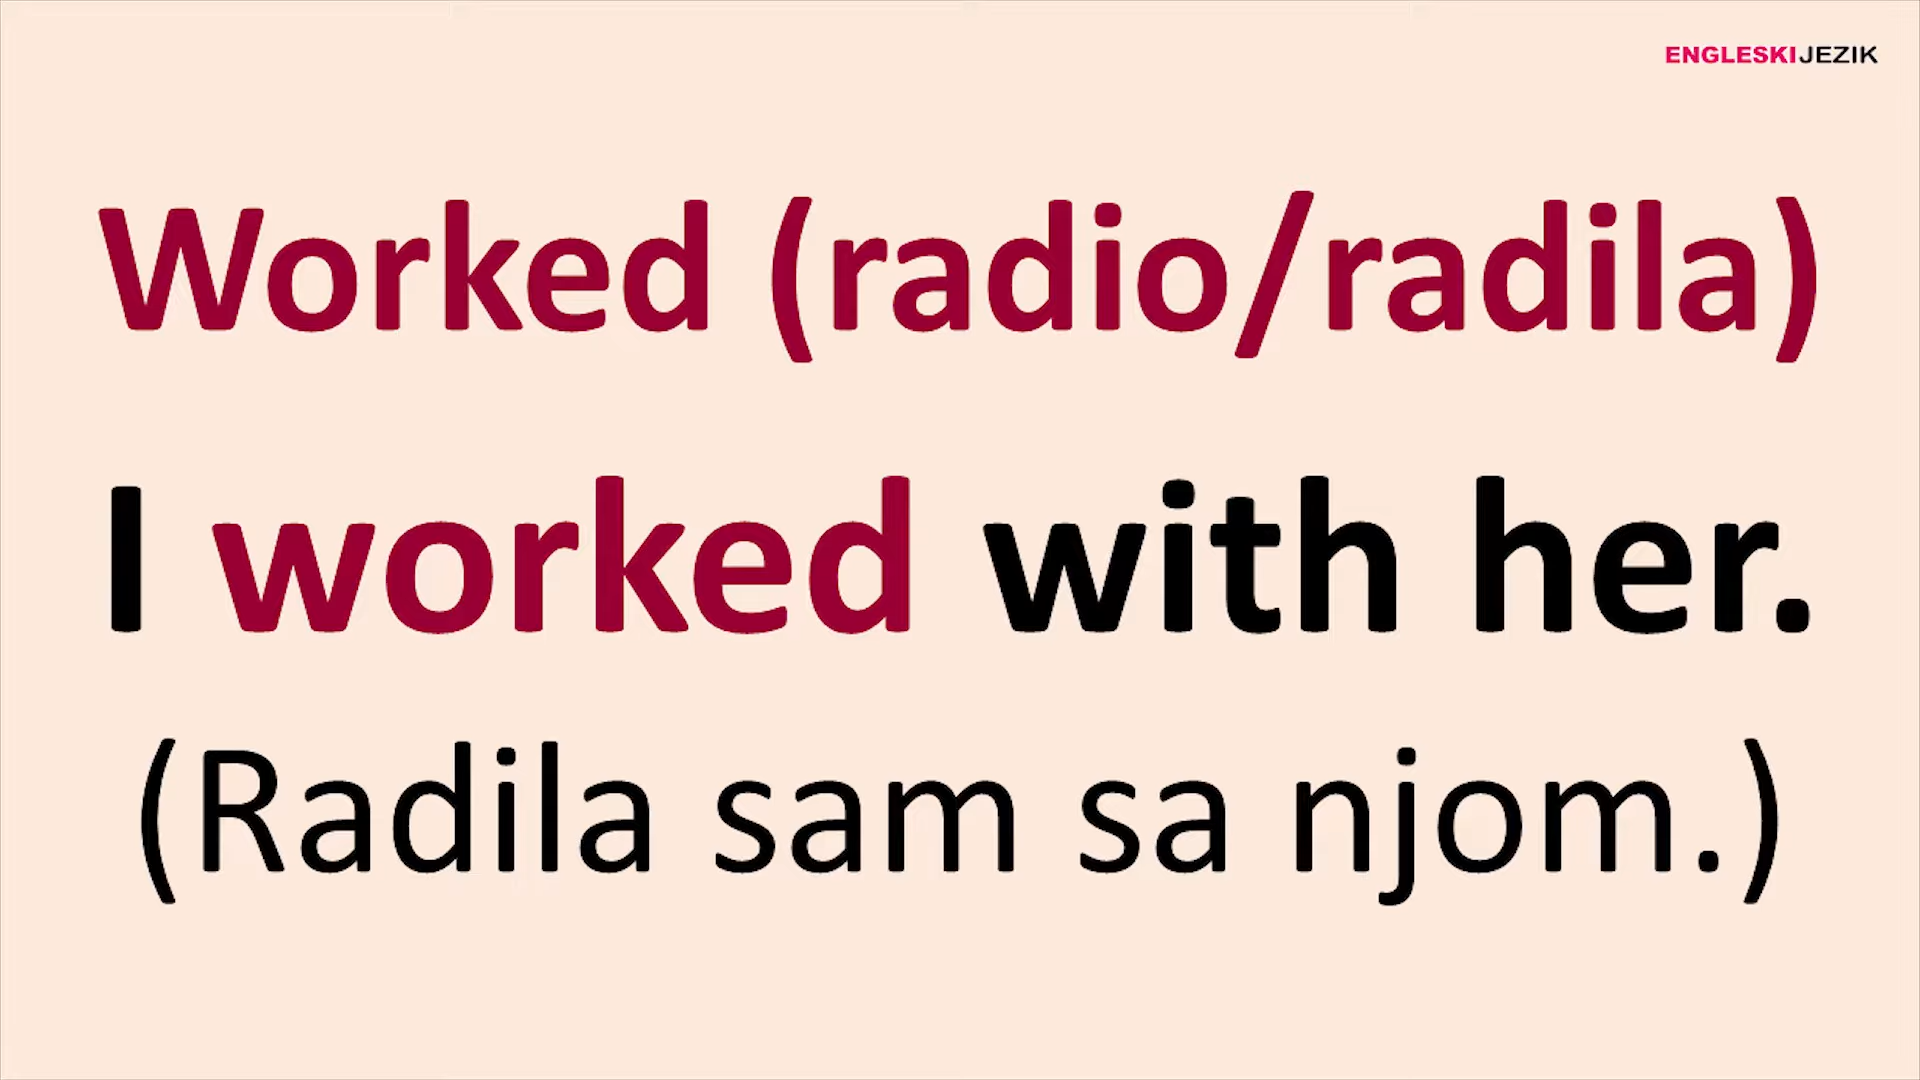 ENGLESKIJEZIK
Worked (radio/radila)
I worked with her.
(Radila sam sa njom.)